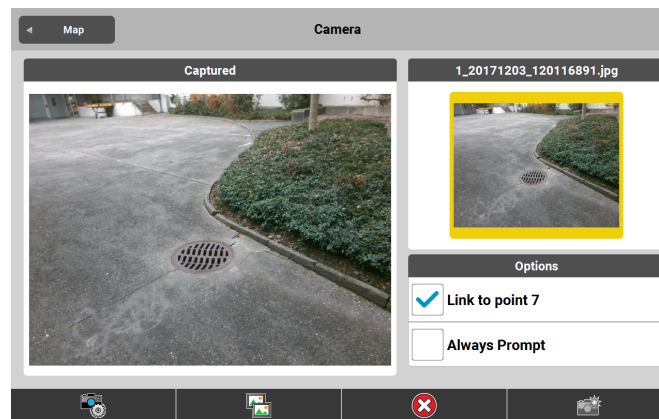 Map
Camera
Captured
1_20171203_120116891.jpg
Options
Link to point 7
Always Prompt